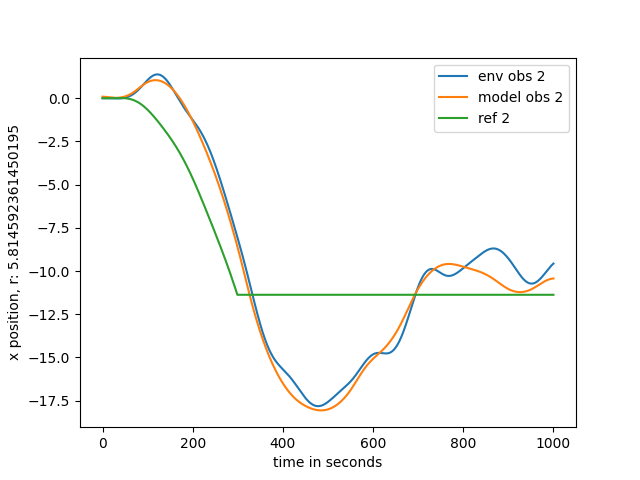 env obs 2
model obs 2
ref 2
0.0
−2.5
−5.0
−7.5
−10.0
−12.5
−15.0
−17.5
x position, r: 5.814592361450195
0 200 400 600 800 1000
time in seconds